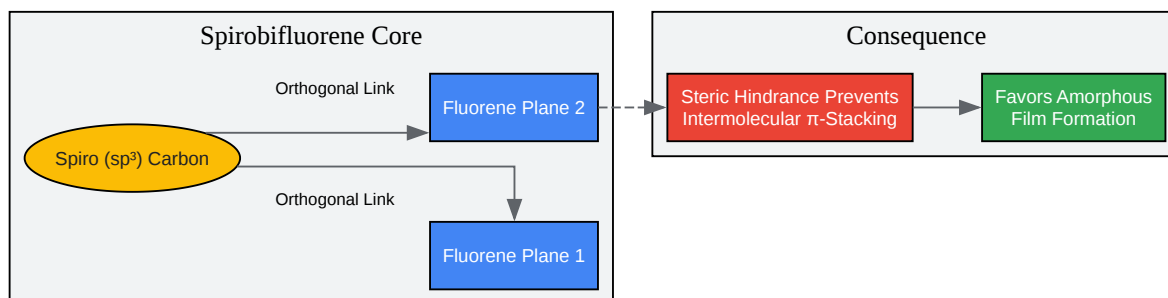 Spirobifluorene Core
Consequence
Orthogonal Link
Fluorene Plane 2
Steric Hindrance Prevents
Intermolecular π-Stacking
Favors Amorphous
Film Formation
Spiro (sp³) Carbon
Orthogonal Link
Fluorene Plane 1